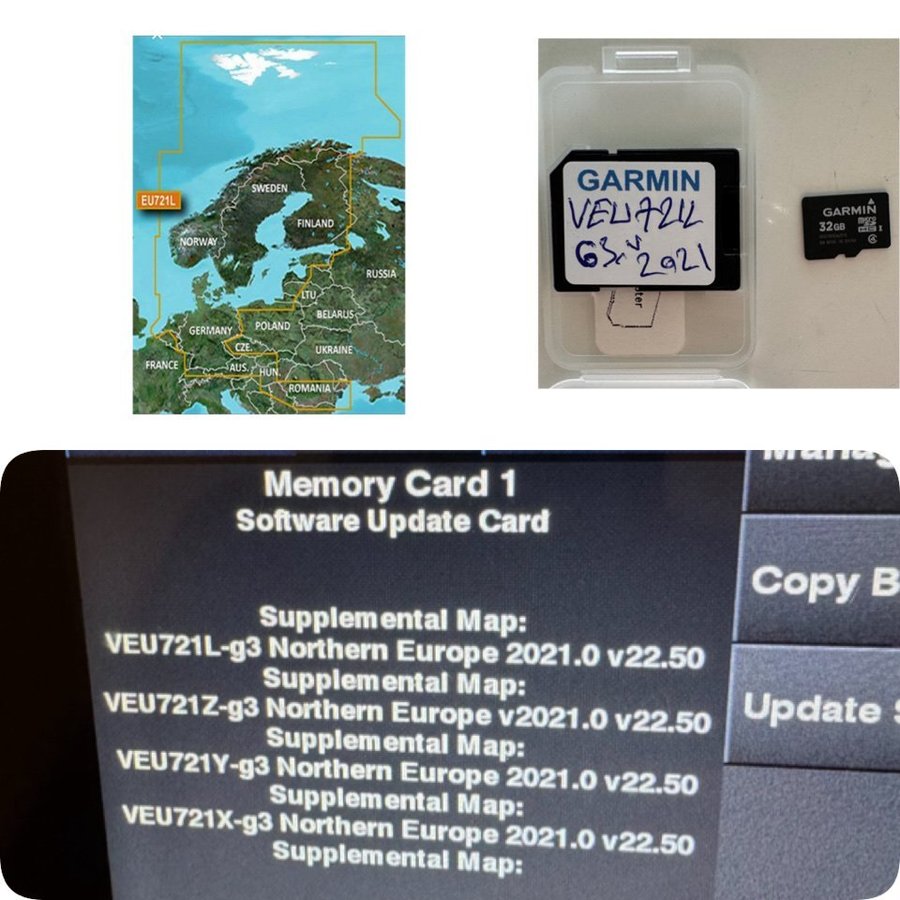 EU721L
SWEDEN
FINLAND
NORWAY
RUSSIA
LTU
BELARUS
GERMANY
POLAND
CZE.
UKRAINE
FRANCE
AUS.
HUN.
ROMANIA
GARMIN
VEU721L
G3 V 2021
GARMIN
32GB
micro
HC I
Memory Card 1
Software Update Card
Supplemental Map:
VEU721L-g3 Northern Europe 2021.0 v22.50
Supplemental Map:
VEU721Z-g3 Northern Europe v2021.0 v22.50
Supplemental Map:
VEU721Y-g3 Northern Europe 2021.0 v22.50
Supplemental Map:
VEU721X-g3 Northern Europe 2021.0 v22.50
Supplemental Map:
Manag
Copy B
Update S